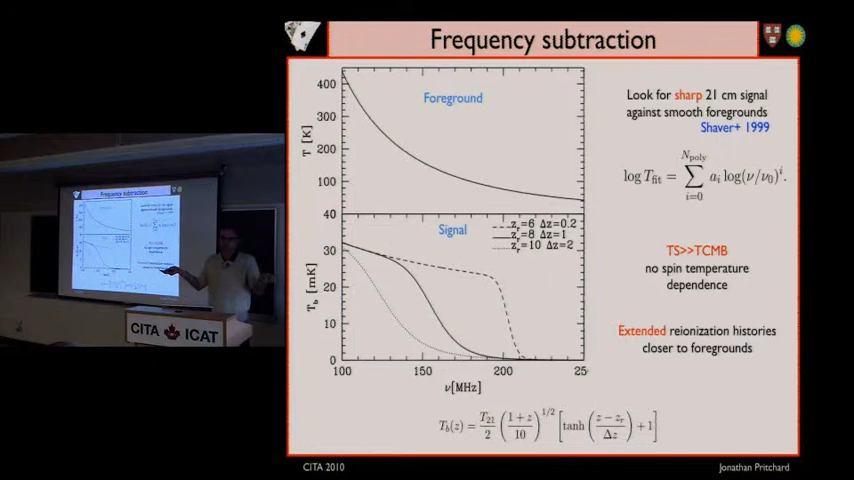 Frequency subtraction
400
300
200
100
T [K]
Foreground
40
30
20
10
0
T_b [mK]
Signal
z_r=6 Δz=0.2
z_r=8 Δz=1
z_r=10 Δz=2
100
150
200
25
ν[MHz]
Look for sharp 21 cm signal
against smooth foregrounds
Shaver+ 1999
log T_fit = ∑_{i=0}^{N_poly} a_i log(ν/ν_0)^i.
TS>>TCMB
no spin temperature
dependence
Extended reionization histories
closer to foregrounds
T_b(z) = T_21/2 ((1+z)/10)^{1/2} [tanh((z−z_r)/Δz) + 1]
CITA 2010
Jonathan Pritchard
Frequency subtraction
CITA ICAT